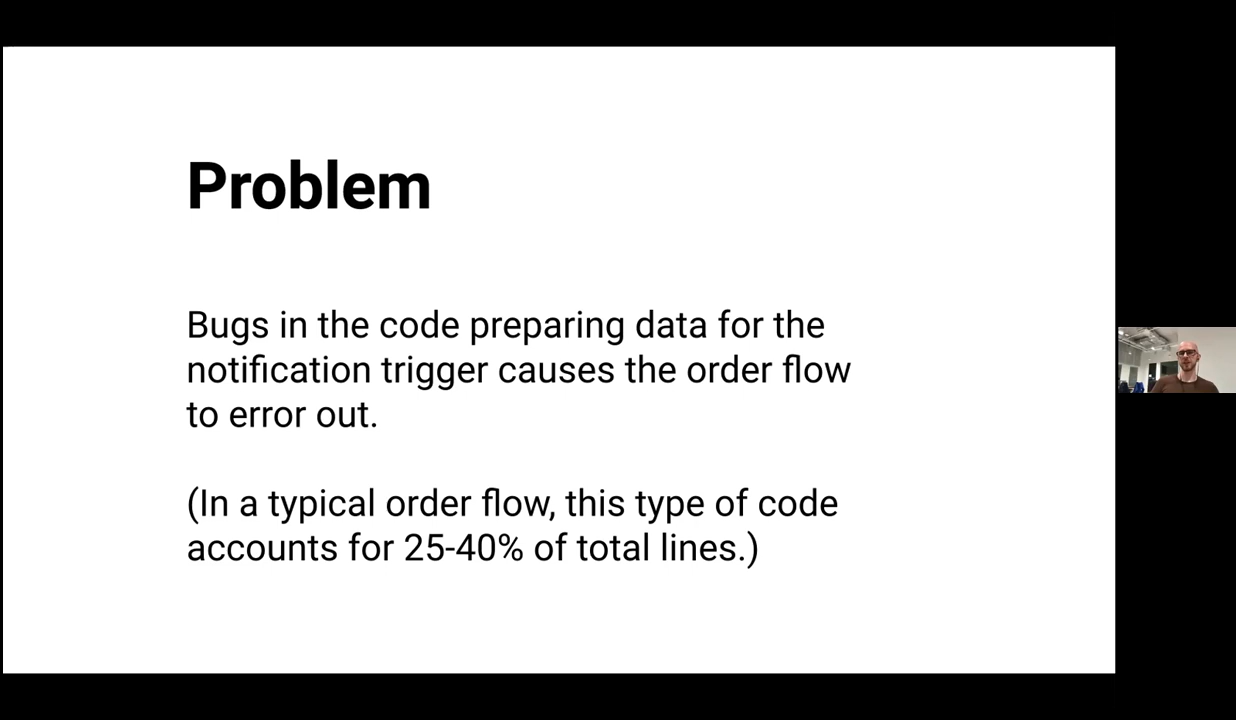 Problem
Bugs in the code preparing data for the
notification trigger causes the order flow
to error out.
(In a typical order flow, this type of code
accounts for 25-40% of total lines.)